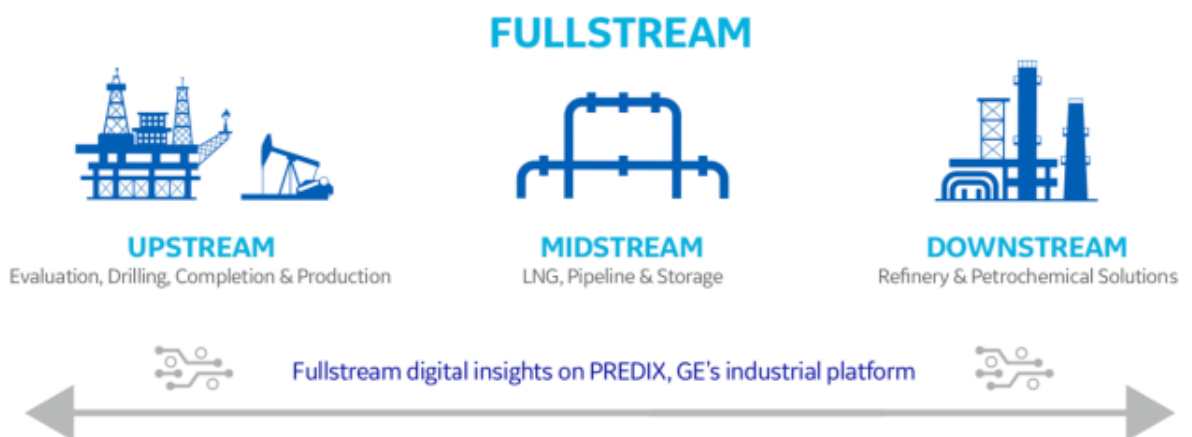 FULLSTREAM
UPSTREAM
Evaluation, Drilling, Completion & Production
MIDSTREAM
LNG, Pipeline & Storage
DOWNSTREAM
Refinery & Petrochemical Solutions
Fullstream digital insights on PREDIX, GE's industrial platform